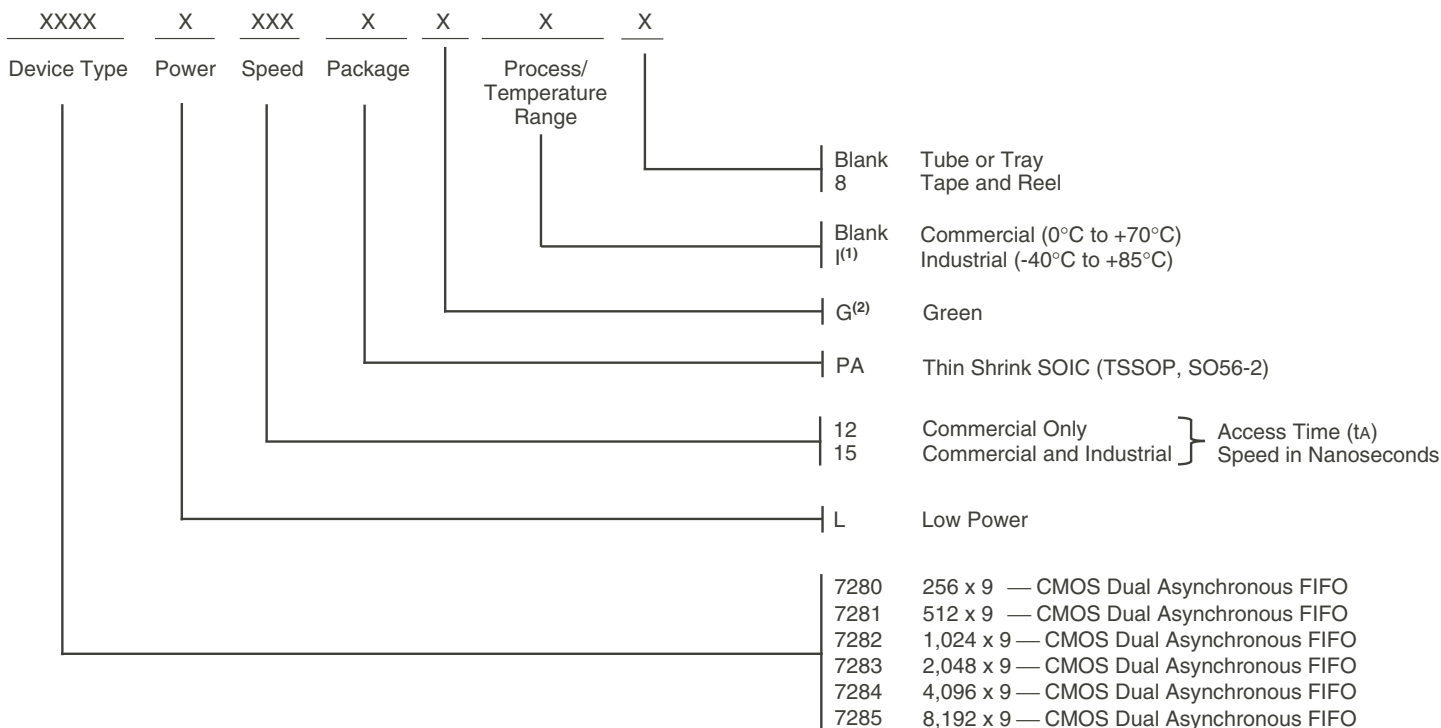 XXXX X XXX X X X X
Device Type Power Speed Package Process/
Temperature
Range
Blank Tube or Tray
8 Tape and Reel
Blank Commercial (0°C to +70°C)
I(1) Industrial (-40°C to +85°C)
G(2) Green
PA Thin Shrink SOIC (TSSOP, SO56-2)
12 Commercial Only
15 Commercial and Industrial
Access Time (tA)
Speed in Nanoseconds
L Low Power
7280 256 x 9 — CMOS Dual Asynchronous FIFO
7281 512 x 9 — CMOS Dual Asynchronous FIFO
7282 1,024 x 9 — CMOS Dual Asynchronous FIFO
7283 2,048 x 9 — CMOS Dual Asynchronous FIFO
7284 4,096 x 9 — CMOS Dual Asynchronous FIFO
7285 8,192 x 9 — CMOS Dual Asynchronous FIFO